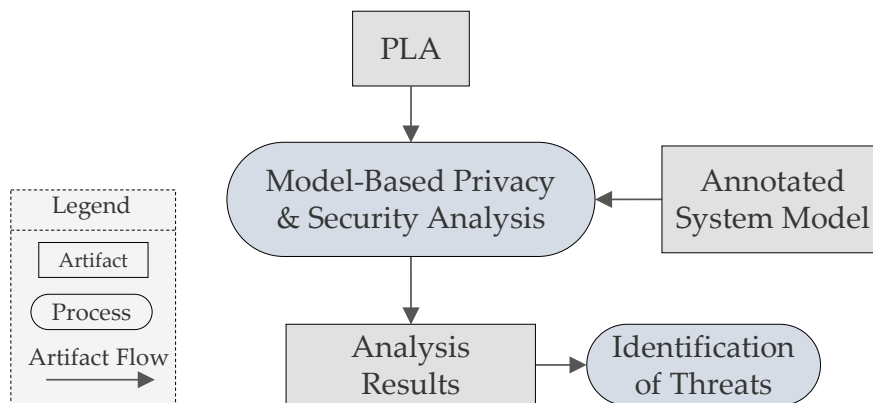 PLA
Model-Based Privacy
& Security Analysis
Annotated
System Model
Legend
Artifact
Process
Artifact Flow
Analysis
Results
Identification
of Threats